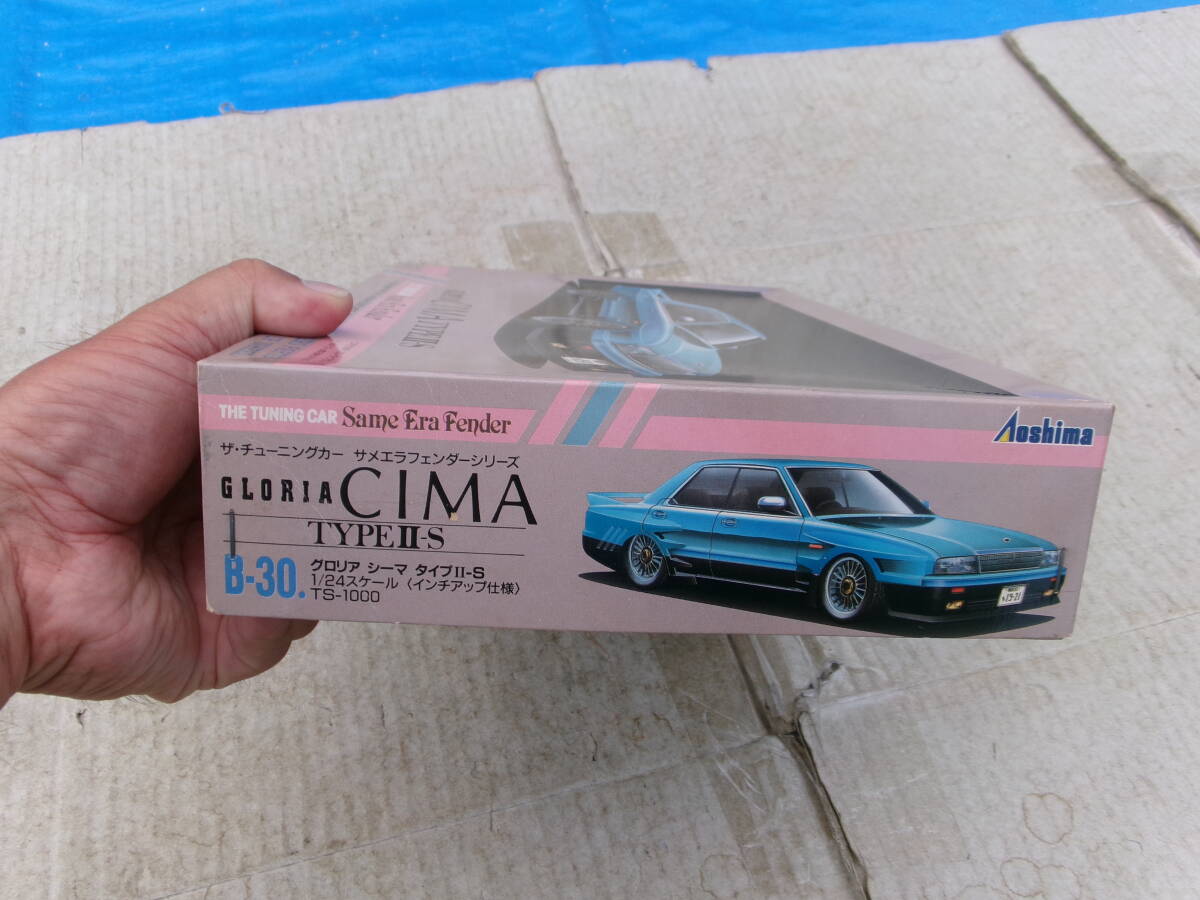 THE TUNING CAR Same Era Fender
Aoshima
ザ・チューニングカー サメエラフェンダーシリーズ
GLORIA CIMA
TYPE II-S
B-30.
グロリア シーマ タイプII-S
1/24スケール〈インチアップ仕様〉
TS-1000